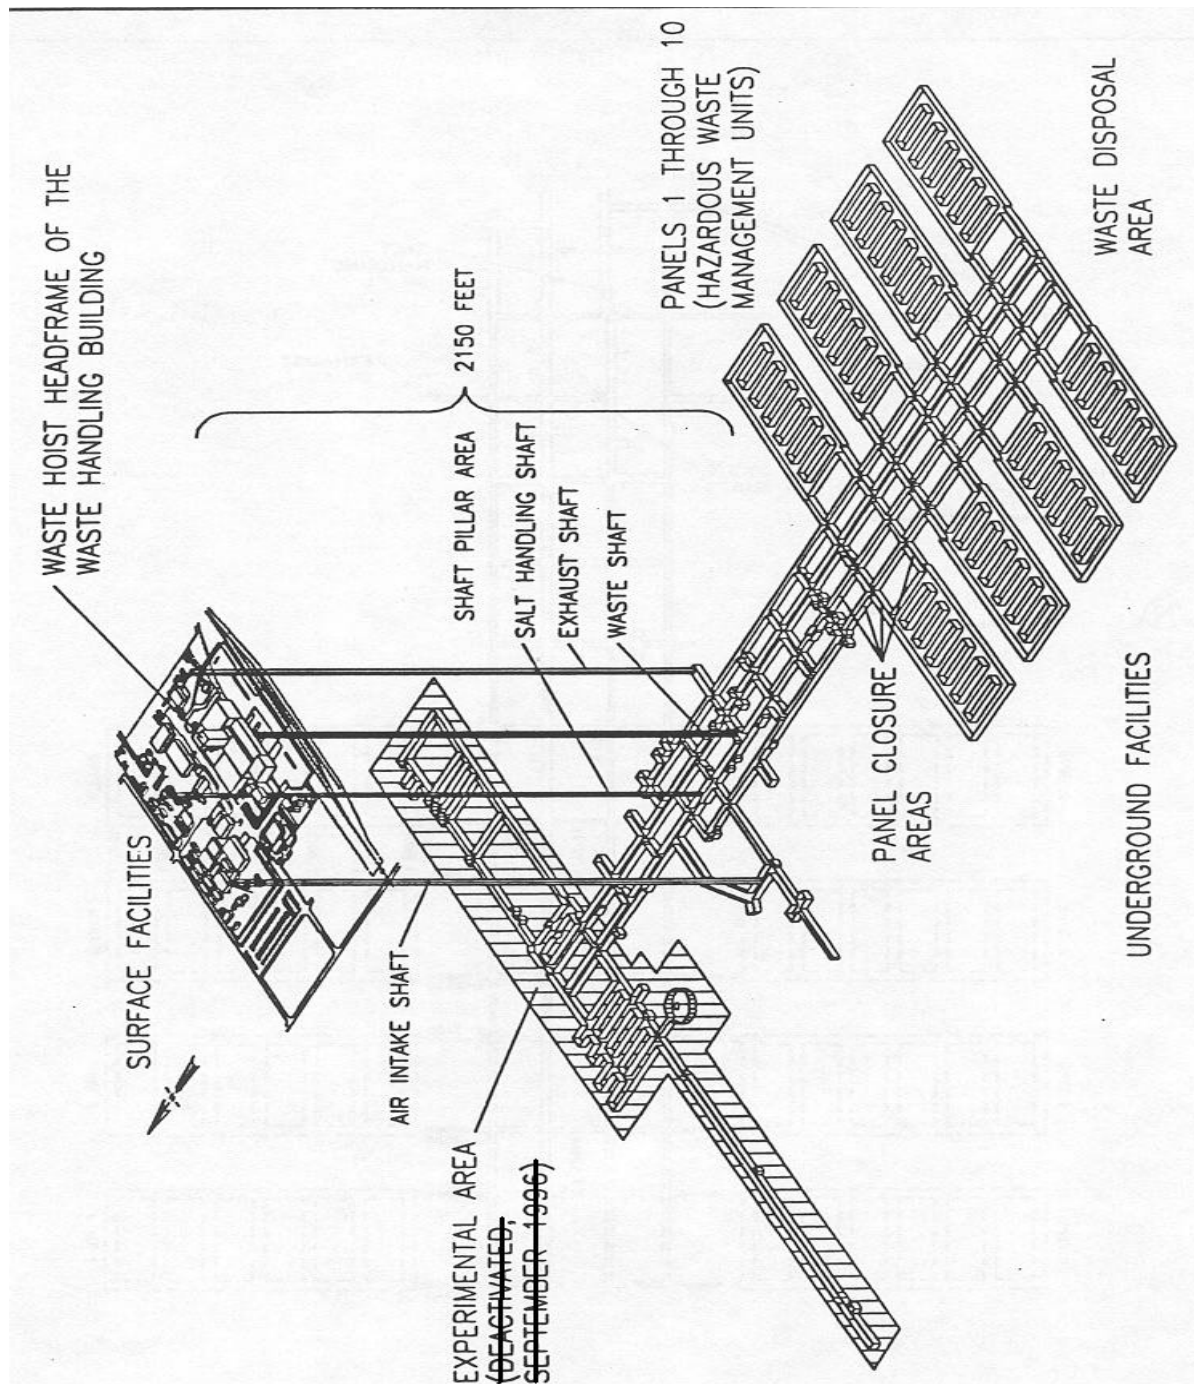 WASTE HOIST HEADFRAME OF THE
WASTE HANDLING BUILDING
SURFACE FACILITIES
2150 FEET
SHAFT PILLAR AREA
SALT HANDLING SHAFT
EXHAUST SHAFT
WASTE SHAFT
AIR INTAKE SHAFT
EXPERIMENTAL AREA
(DEACTIVATED,
SEPTEMBER 1996)
PANELS 1 THROUGH 10
(HAZARDOUS WASTE
MANAGEMENT UNITS)
PANEL CLOSURE
AREAS
WASTE DISPOSAL
AREA
UNDERGROUND FACILITIES